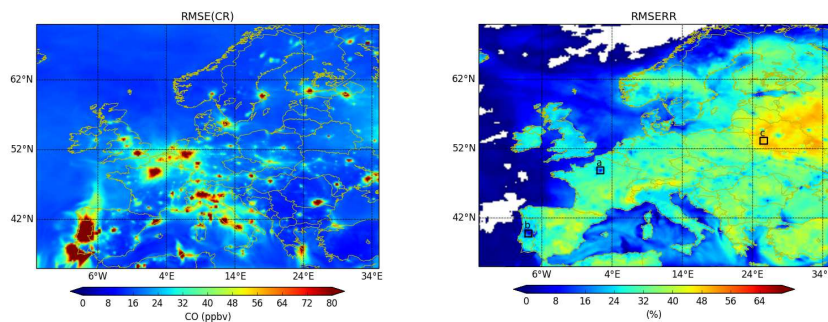 RMSE(CR)
62°N
52°N
42°N
6°W 4°E 14°E 24°E 34°E
0 8 16 24 32 40 48 56 64 72 80
CO (ppbv)
RMSERR
62°N
52°N
42°N
a
b
c
6°W 4°E 14°E 24°E 34°E
0 8 16 24 32 40 48 56 64
(%)